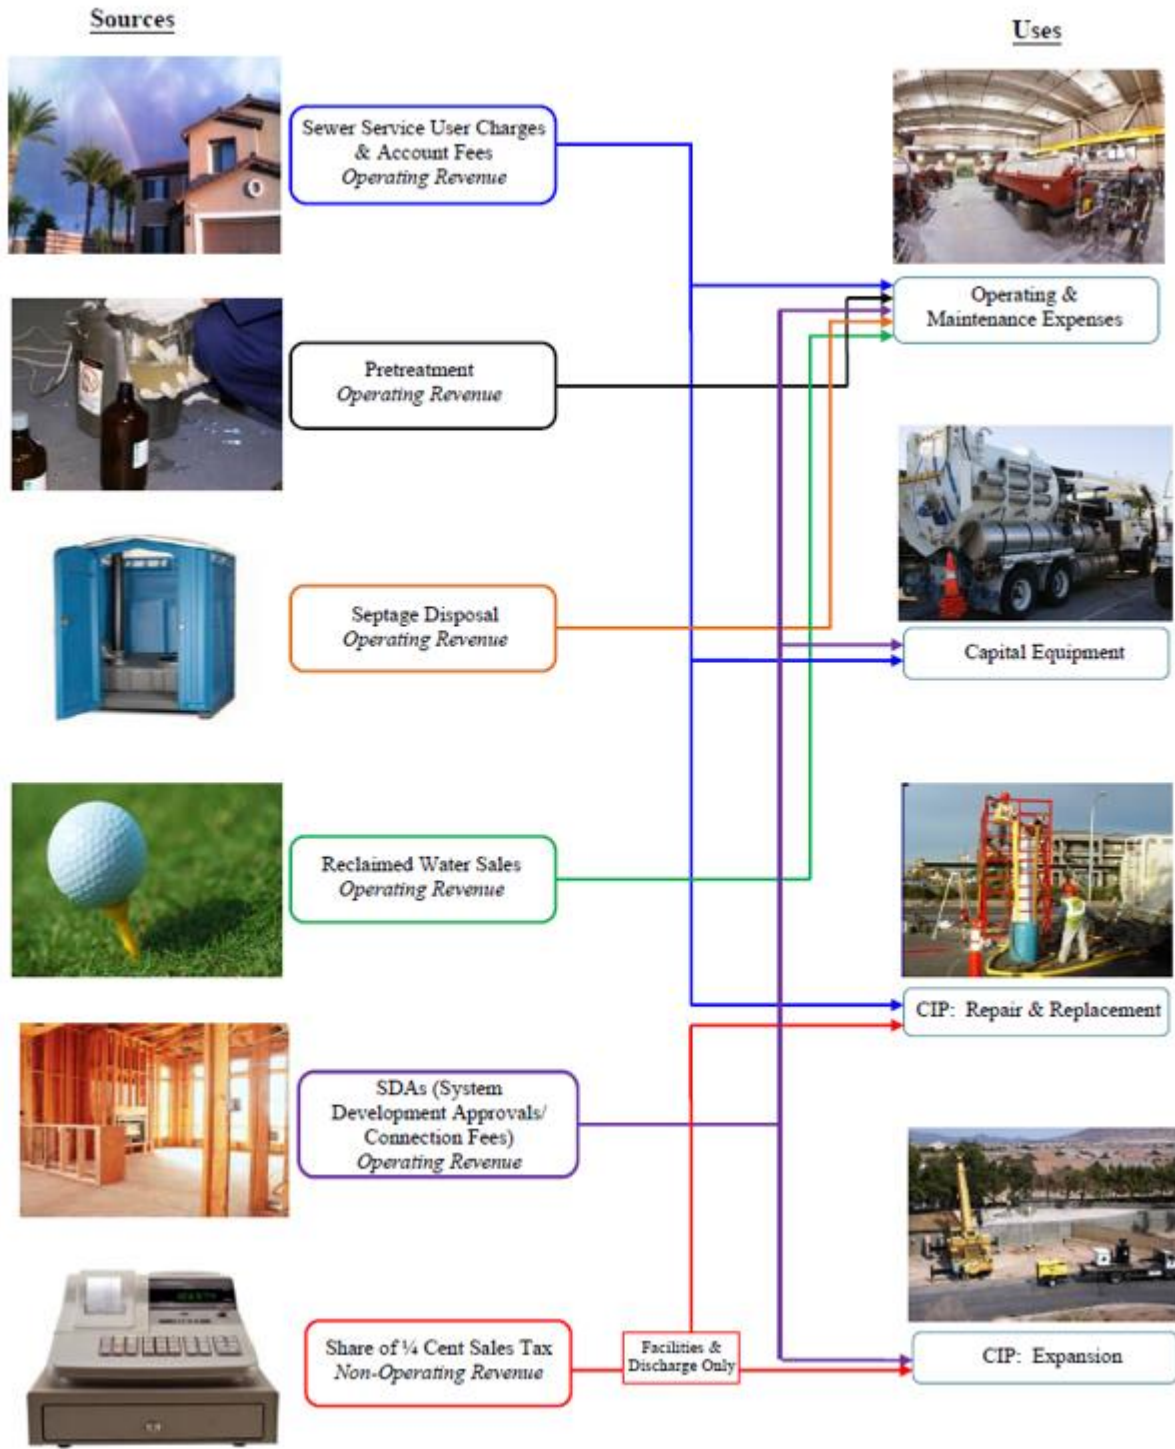 Sources
Uses
Sewer Service User Charges
& Account Fees
Operating Revenue
Operating &
Maintenance Expenses
Pretreatment
Operating Revenue
Septage Disposal
Operating Revenue
Capital Equipment
Reclaimed Water Sales
Operating Revenue
CIP:  Repair & Replacement
SDAs (System
Development Approvals/
Connection Fees)
Operating Revenue
Share of ¼ Cent Sales Tax
Non-Operating Revenue
Facilities &
Discharge Only
CIP:  Expansion